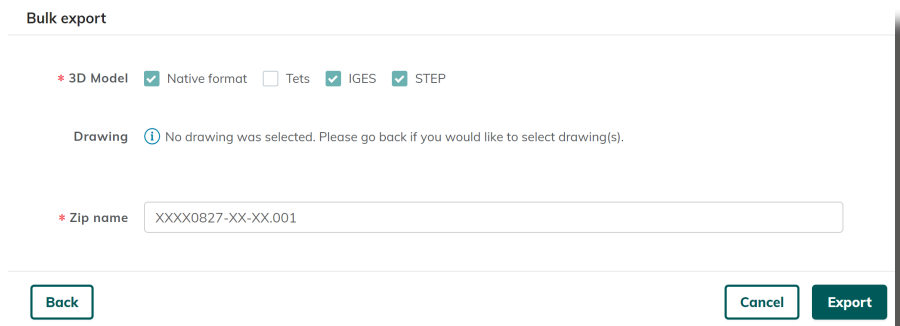 Bulk export
* 3D Model Native format Tets IGES STEP
Drawing No drawing was selected. Please go back if you would like to select drawing(s).
* Zip name XXXX0827-XX-XX.001
Back Cancel Export